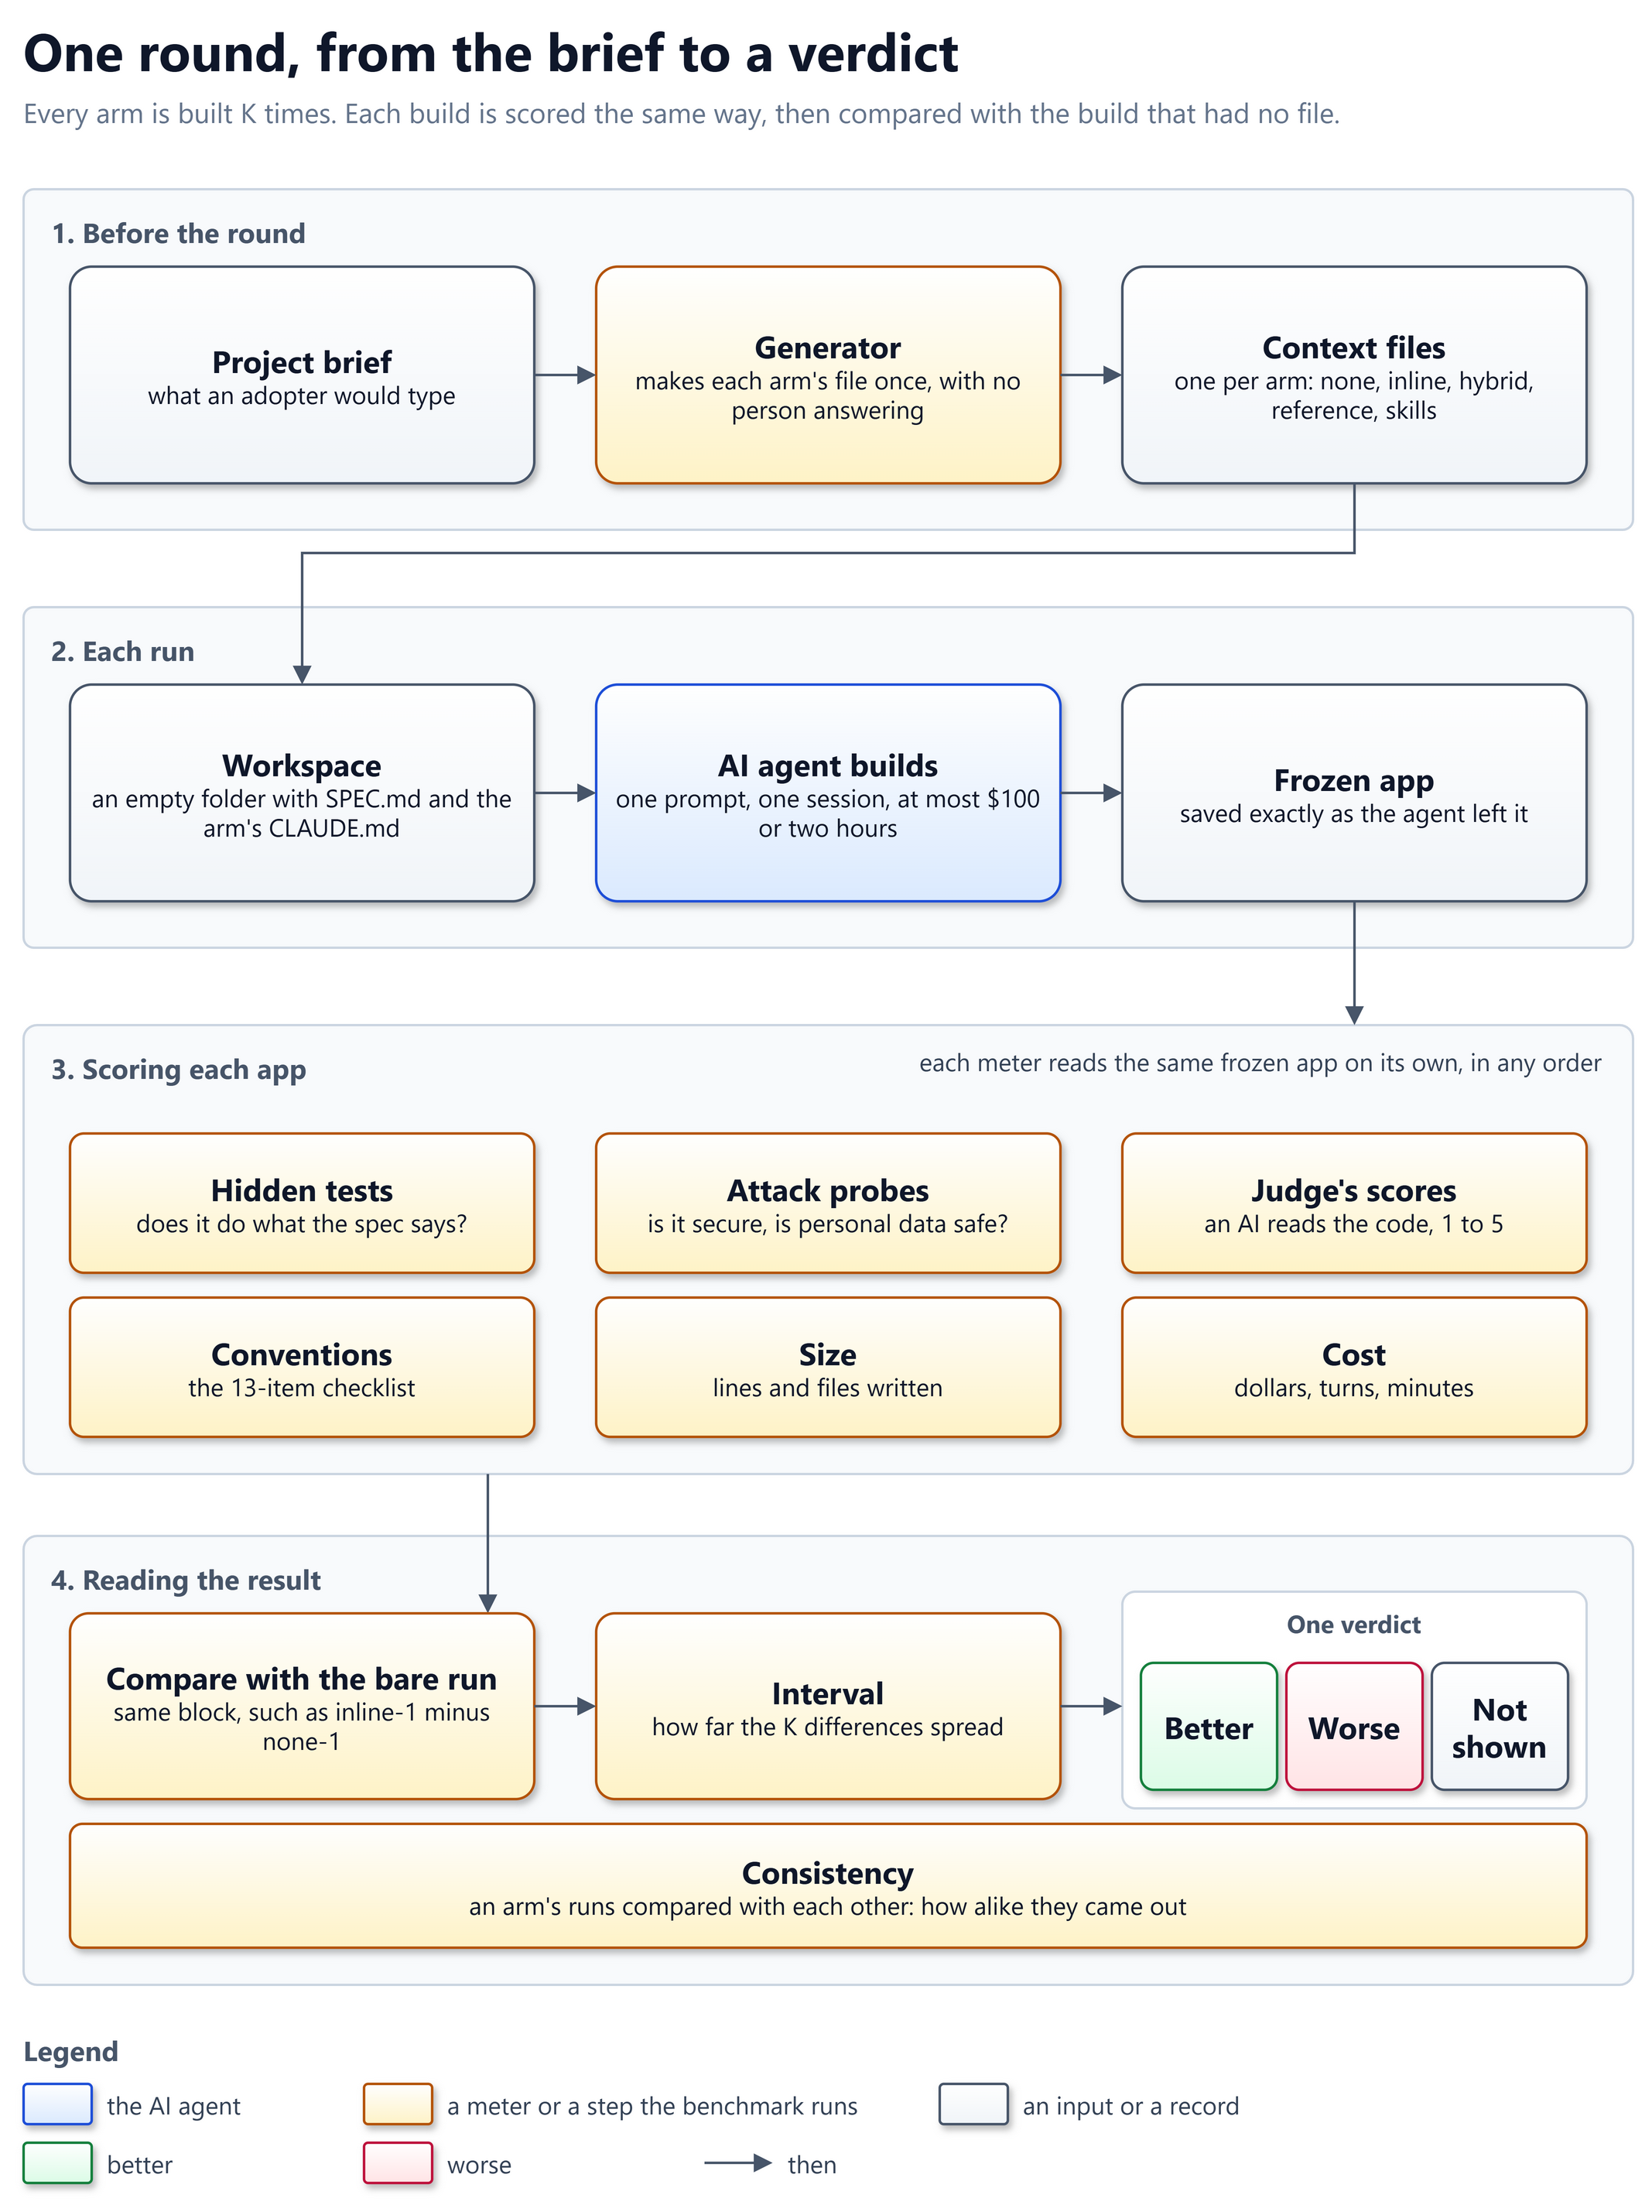 One round, from the brief to a verdict
Every arm is built K times. Each build is scored the same way, then compared with the build that had no file.
1. Before the round
Project brief
what an adopter would type
Generator
makes each arm's file once, with no
person answering
Context files
one per arm: none, inline, hybrid,
reference, skills
2. Each run
Workspace
an empty folder with SPEC.md and the
arm's CLAUDE.md
AI agent builds
one prompt, one session, at most $100
or two hours
Frozen app
saved exactly as the agent left it
3. Scoring each app
each meter reads the same frozen app on its own, in any order
Hidden tests
does it do what the spec says?
Attack probes
is it secure, is personal data safe?
Judge's scores
an AI reads the code, 1 to 5
Conventions
the 13-item checklist
Size
lines and files written
Cost
dollars, turns, minutes
4. Reading the result
Compare with the bare run
same block, such as inline-1 minus
none-1
Interval
how far the K differences spread
One verdict
Better
Worse
Not
shown
Consistency
an arm's runs compared with each other: how alike they came out
Legend
the AI agent
a meter or a step the benchmark runs
an input or a record
better
worse
then